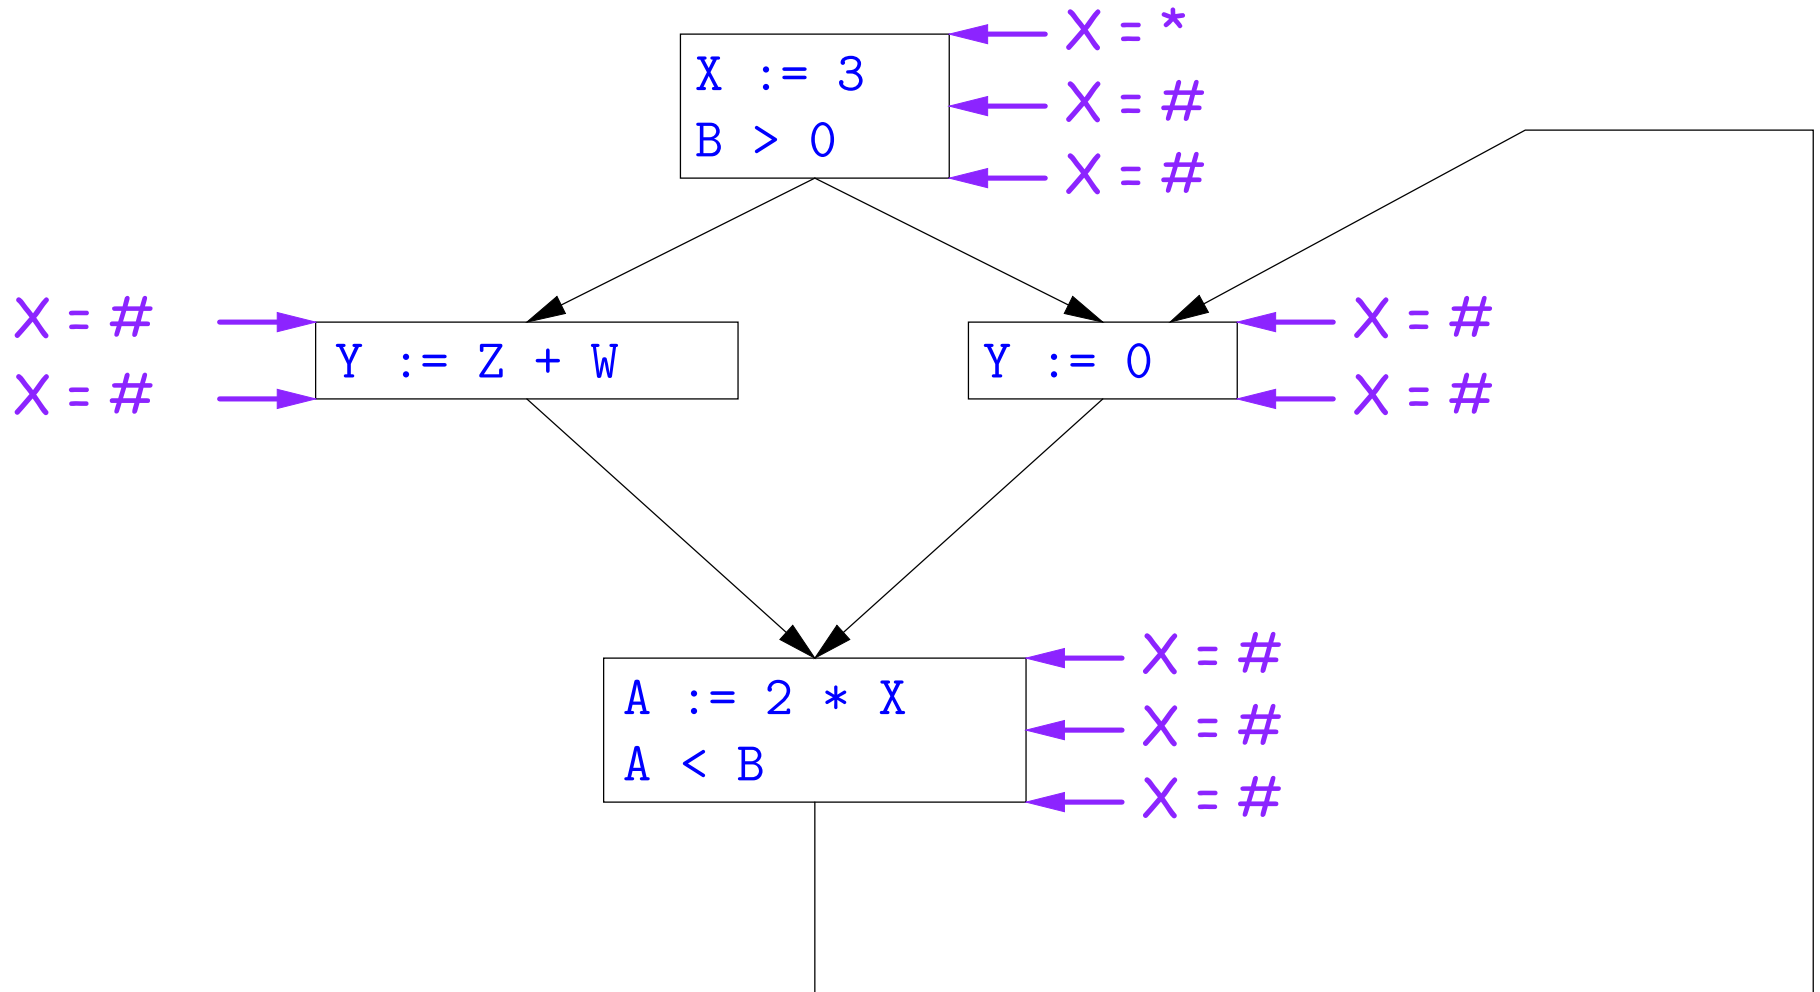 X = *
X := 3
X = #
B > 0
X = #
X = #
Y := Z + W
X = #
X = #
Y := 0
X = #
X = #
A := 2 * X
X = #
A < B
X = #